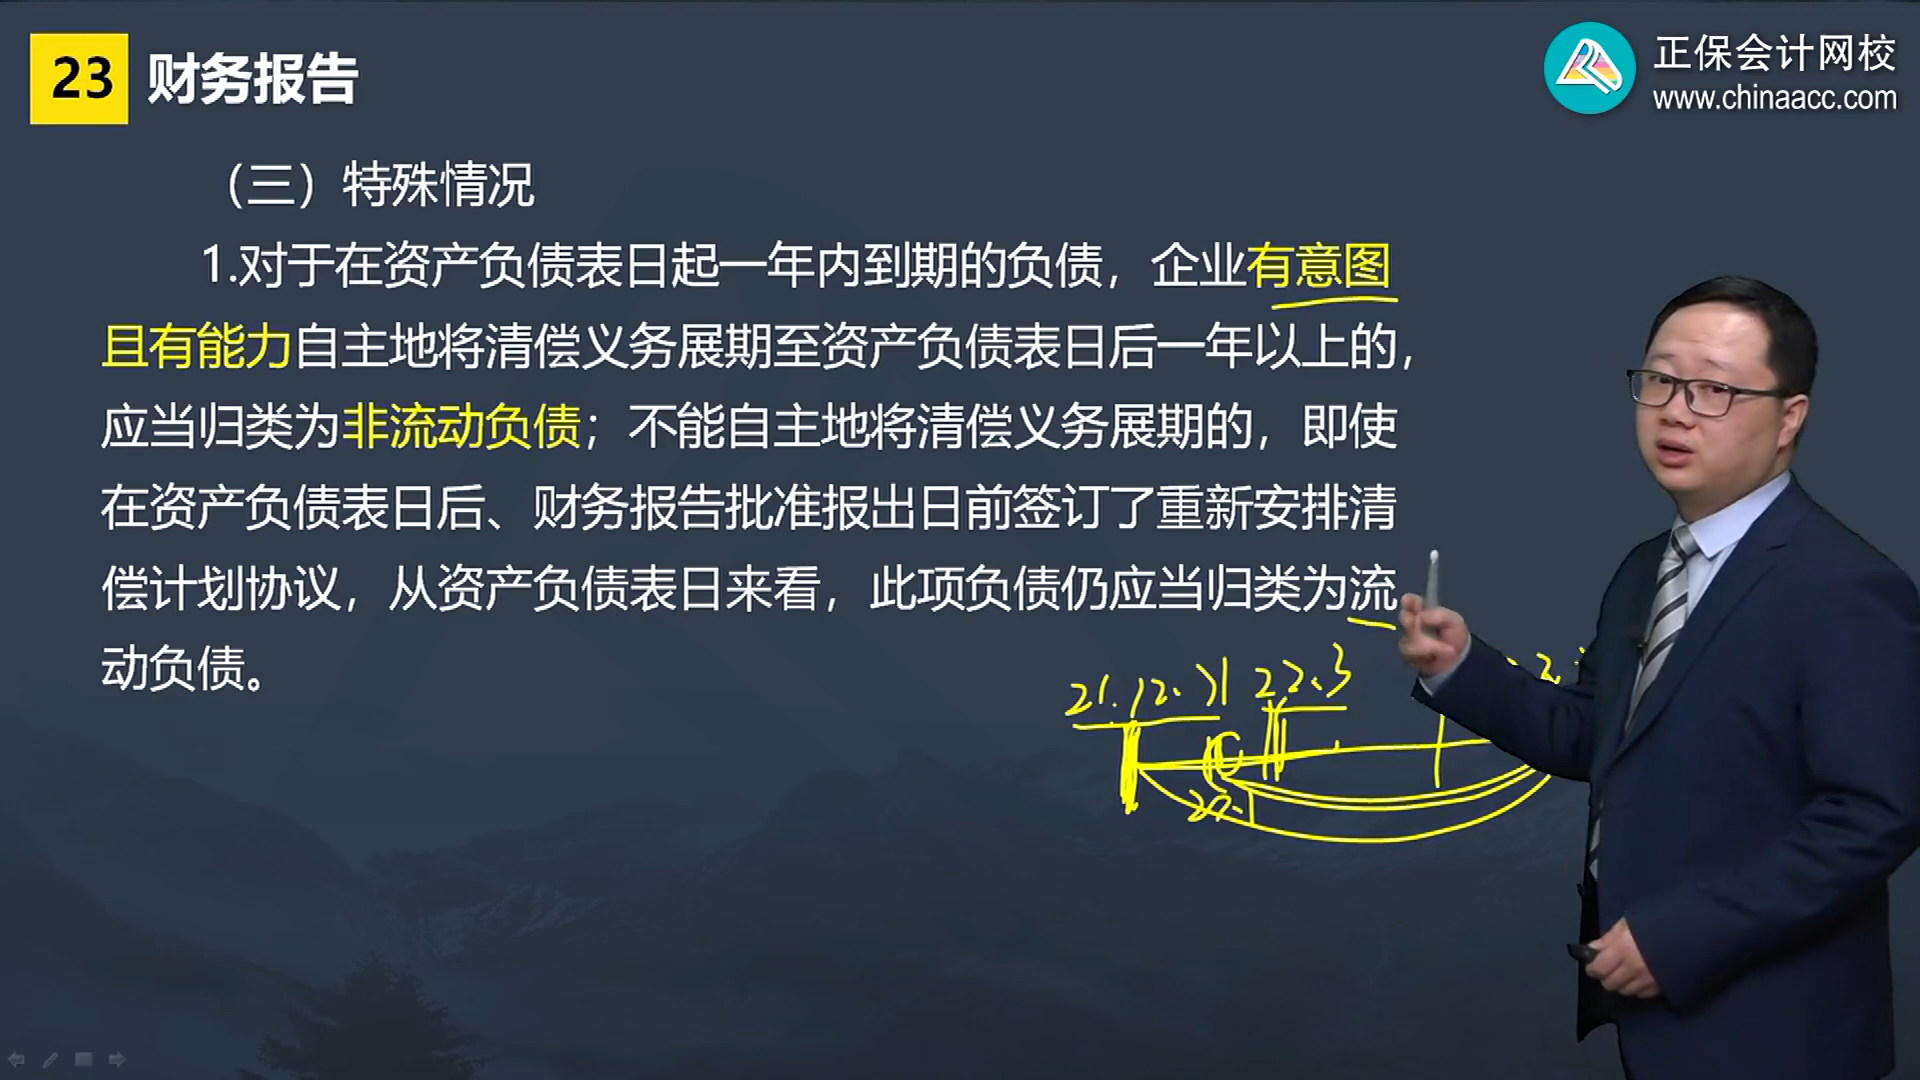 23 财务报告
正保会计网校
www.chinaacc.com
（三）特殊情况
1.对于在资产负债表日起一年内到期的负债，企业有意图
且有能力自主地将清偿义务展期至资产负债表日后一年以上的，
应当归类为非流动负债；不能自主地将清偿义务展期的，即使
在资产负债表日后、财务报告批准报出日前签订了重新安排清
偿计划协议，从资产负债表日来看，此项负债仍应当归类为流
动负债。
21.12.31 22.3